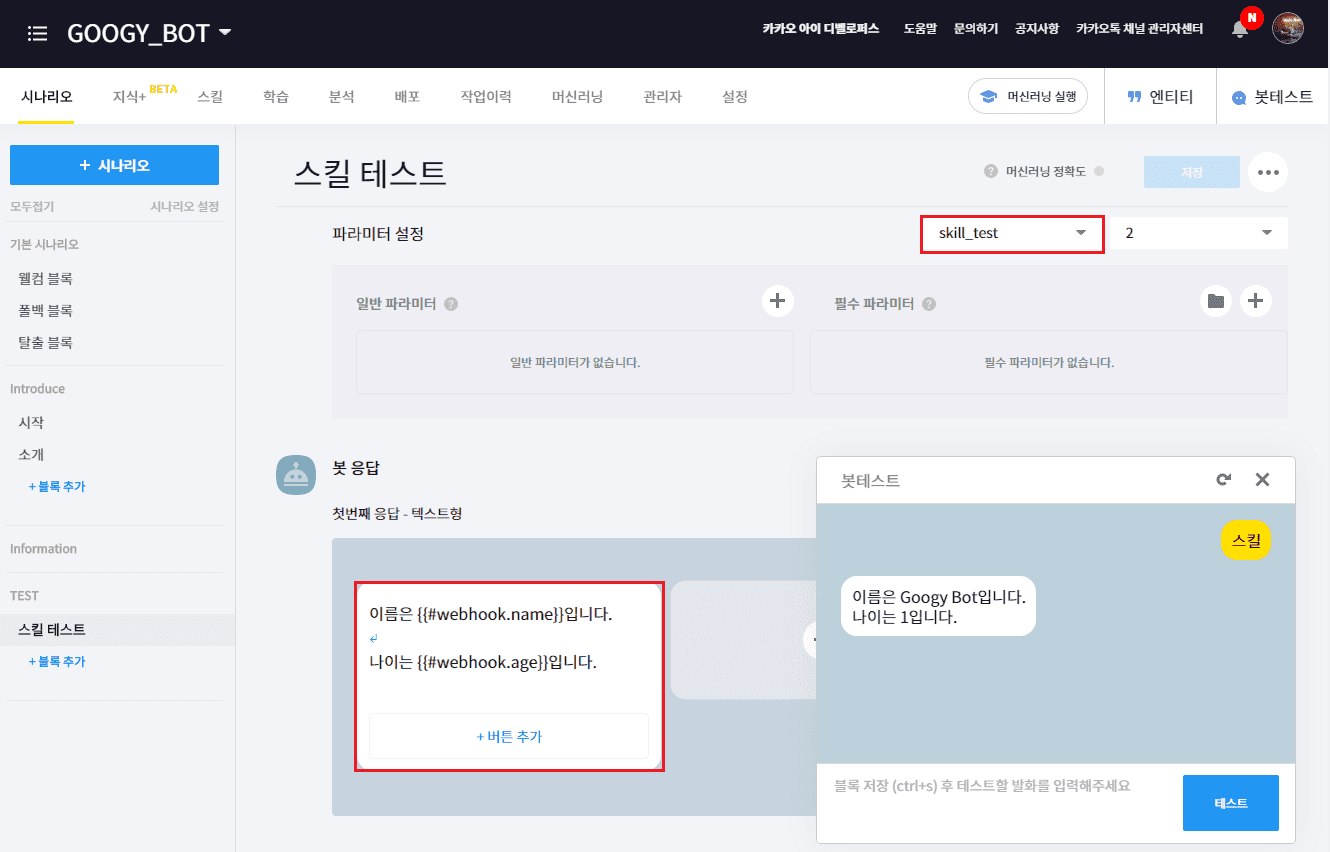 GOOGY_BOT
카카오 아이 디벨로퍼스 도움말 문의하기 공지사항 카카오톡 채널 관리자센터 N
시나리오 지식+ BETA 스킬 학습 분석 배포 작업이력 머신러닝 관리자 설정 머신러닝 실행 엔티티 봇테스트
+ 시나리오
모두접기 시나리오 설정
기본 시나리오
웰컴 블록
폴백 블록
탈출 블록
Introduce
시작
소개
+ 블록 추가
Information
TEST
스킬 테스트
+ 블록 추가
스킬 테스트
? 머신러닝 정확도 저장
파라미터 설정 skill_test 2
일반 파라미터 ? 필수 파라미터 ?
일반 파라미터가 없습니다. 필수 파라미터가 없습니다.
봇 응답
첫번째 응답 - 텍스트형
이름은 {{#webhook.name}}입니다.
나이는 {{#webhook.age}}입니다.
+ 버튼 추가
봇테스트
스킬
이름은 Googy Bot입니다.
나이는 1입니다.
블록 저장 (ctrl+s) 후 테스트할 발화를 입력해주세요
테스트